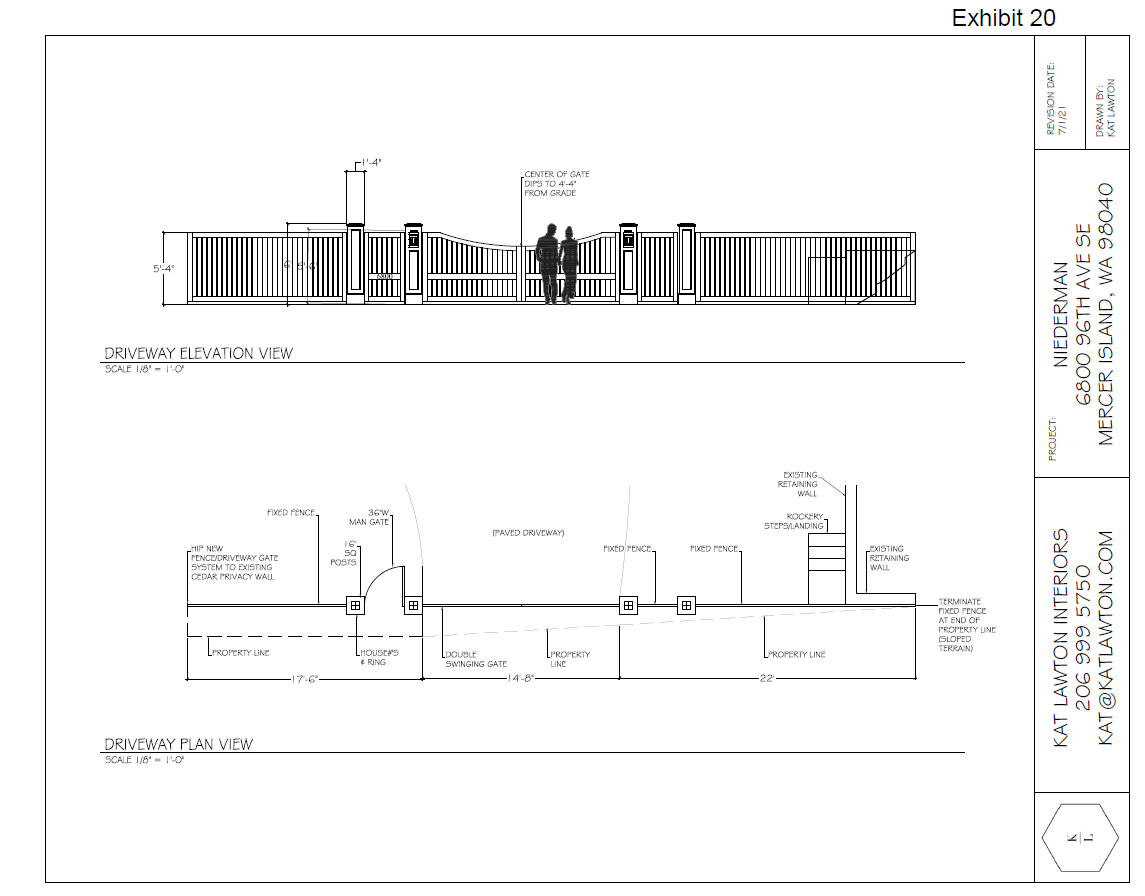 Exhibit 20
1'-4"
CENTER OF GATE
DIPS TO 4'-4"
FROM GRADE
5'-4"
6'
5'-6"
6800
DRIVEWAY ELEVATION VIEW
SCALE 1/8" = 1'-0"
EXISTING
RETAINING
WALL
FIXED FENCE
36"W
MAN GATE
ROCKERY
STEPS/LANDING
(PAVED DRIVEWAY)
16"
SQ
POSTS
HIP NEW
FENCE/DRIVEWAY GATE
SYSTEM TO EXISTING
CEDAR PRIVACY WALL
FIXED FENCE
FIXED FENCE
EXISTING
RETAINING
WALL
TERMINATE
FIXED FENCE
AT END OF
PROPERTY LINE
(SLOPED
TERRAIN)
PROPERTY LINE
HOUSE#'S
& RING
DOUBLE
SWINGING GATE
PROPERTY
LINE
PROPERTY LINE
17'-6"
14'-8"
22'
DRIVEWAY PLAN VIEW
SCALE 1/8" = 1'-0"
REVISION DATE:
7/1/21
DRAWN BY:
KAT LAWTON
PROJECT:
NIEDERMAN
6800 96TH AVE SE
MERCER ISLAND, WA 98040
KAT LAWTON INTERIORS
206 999 5750
KAT@KATLAWTON.COM
K
L